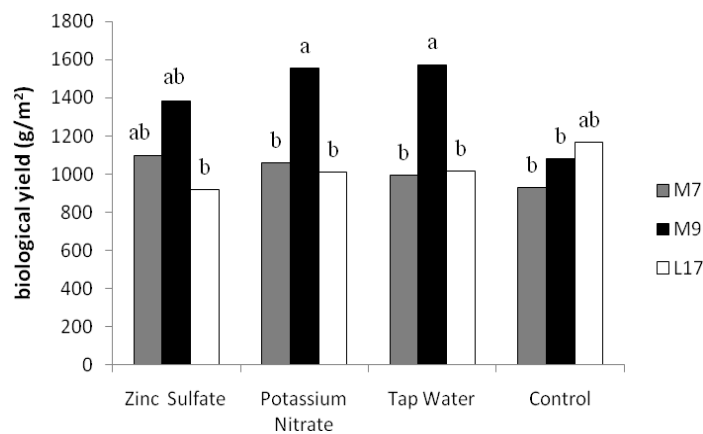 1800
1600
1400
1200
1000
800
600
400
200
0
biological yield (g/m²)
ab
ab
b
b
a
b
b
a
b
b
b
ab
M7
M9
L17
Zinc Sulfate
Potassium
Nitrate
Tap Water
Control